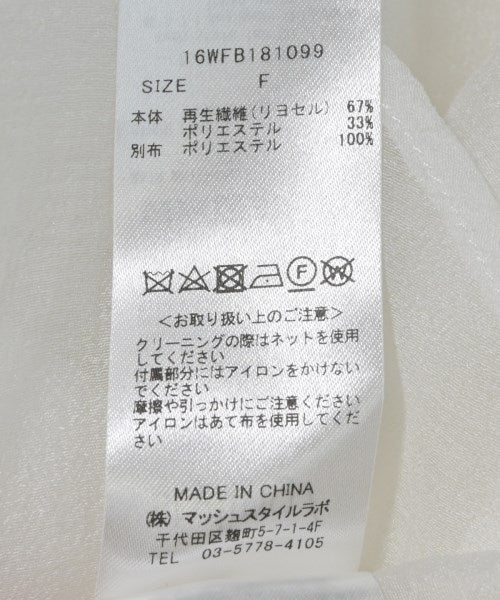 16WFB181099
SIZE F
本体 再生繊維(リヨセル) 67%
ポリエステル 33%
別布 ポリエステル 100%
F W
<お取り扱い上のご注意>
クリーニングの際はネットを使用
してください
付属部分にはアイロンをかけない
でください
摩擦や引っかけにご注意ください
アイロンはあて布を使用してくだ
さい
MADE IN CHINA
(株) マッシュスタイルラボ
千代田区麹町5-7-1-4F
TEL 03-5778-4105